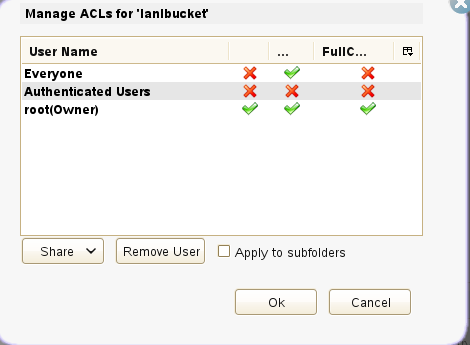 Manage ACLs for 'lanlbucket'
User Name ... FullC...
Everyone
Authenticated Users
root(Owner)
Share Remove User Apply to subfolders
Ok Cancel